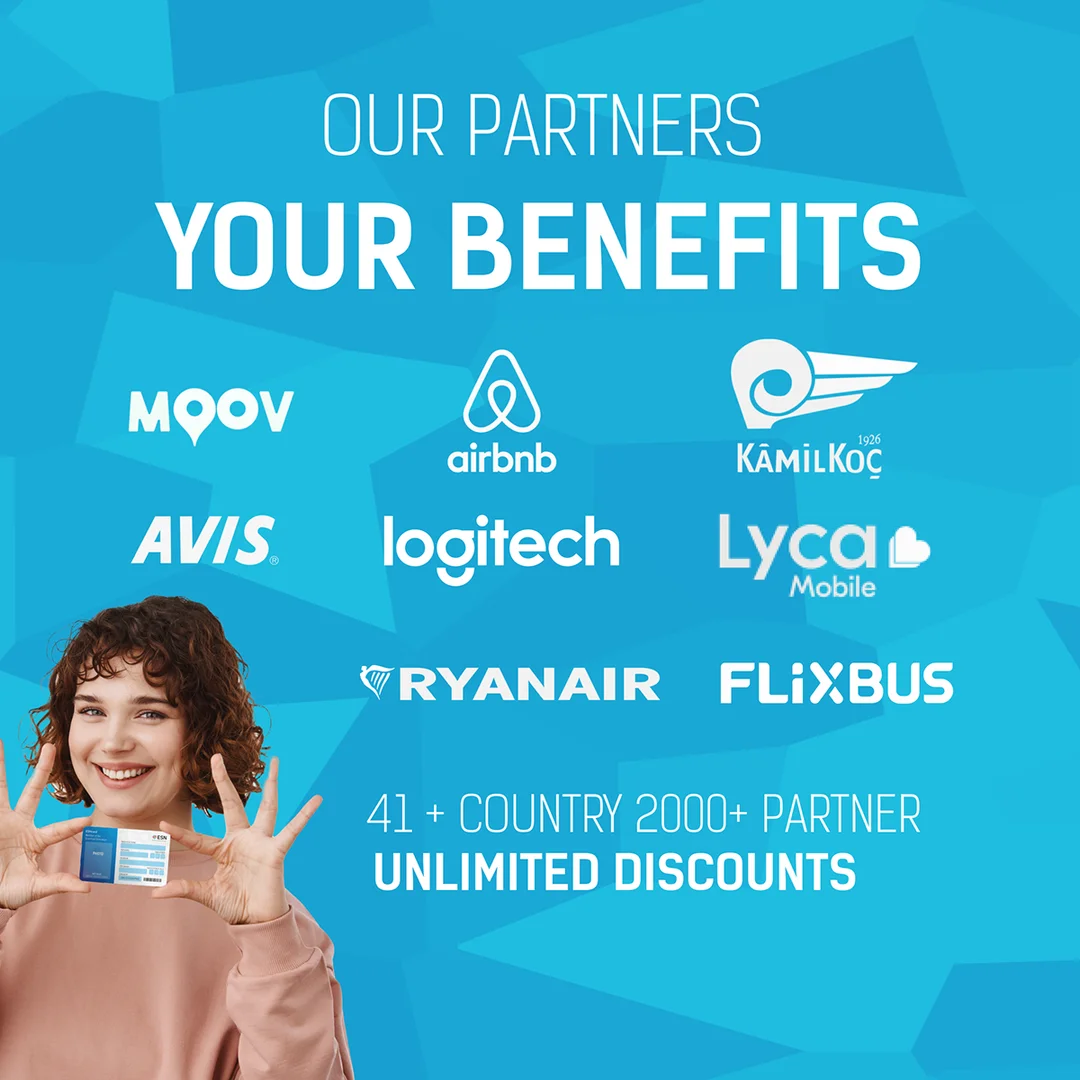 OUR PARTNERS
YOUR BENEFITS
MOOV
airbnb
1926
KÂMİLKOÇ
AVIS®
logitech
Lyca
Mobile
RYANAIR
FLiXBUS
ESN
41 + COUNTRY 2000+ PARTNER
UNLIMITED DISCOUNTS